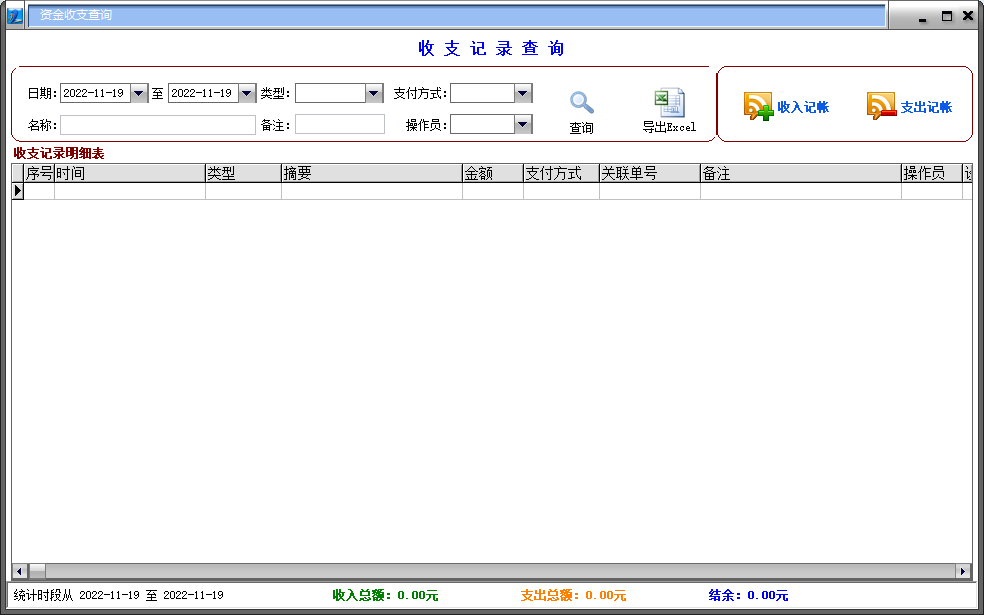 资金收支查询
收 支 记 录 查 询
日期: 2022-11-19 至 2022-11-19 类型: 支付方式:
名称: 备注: 操作员:
查询 导出Excel
收入记帐 支出记帐
收支记录明细表
序号 时间 类型 摘要 金额 支付方式 关联单号 备注 操作员
统计时段从 2022-11-19 至 2022-11-19 收入总额: 0.00元 支出总额: 0.00元 结余: 0.00元